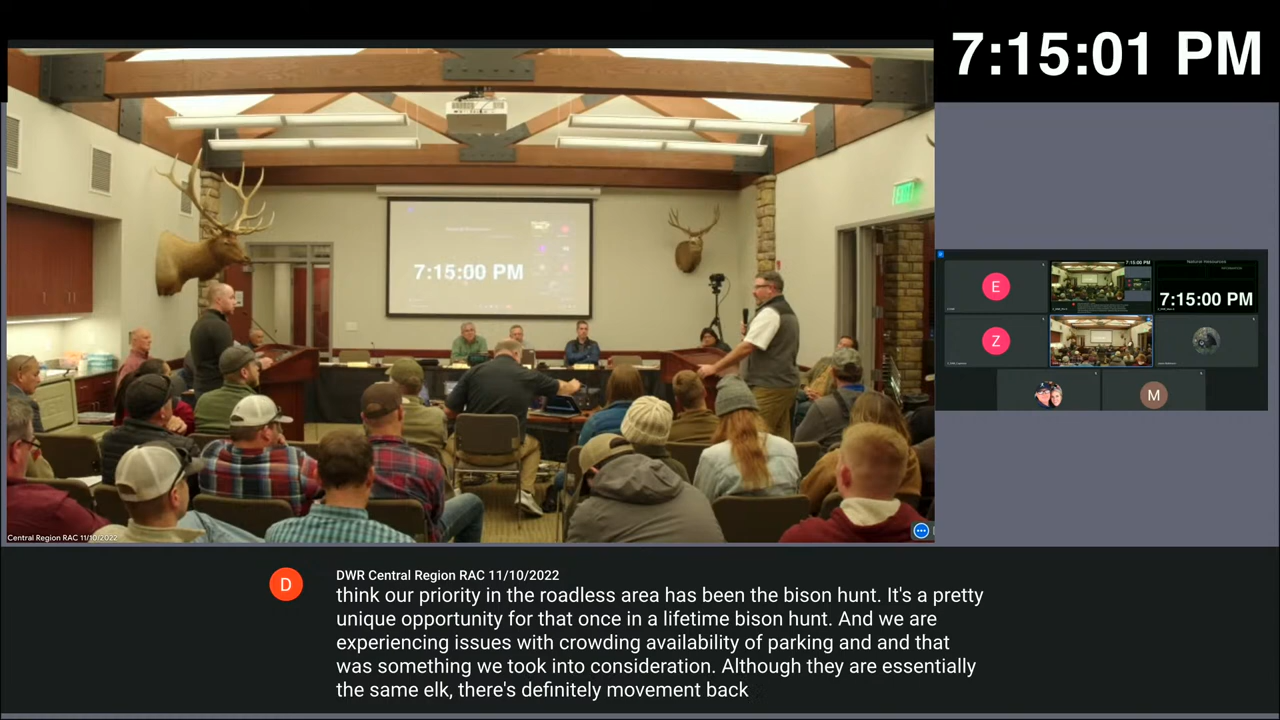 7:15:01 PM
EXIT
7:15:00 PM
7:15:00 PM
E
7:15:00 PM
Z
M
Central Region RAC 11/10/2022
D
DWR Central Region RAC 11/10/2022
think our priority in the roadless area has been the bison hunt. It's a pretty
unique opportunity for that once in a lifetime bison hunt. And we are
experiencing issues with crowding availability of parking and and that
was something we took into consideration. Although they are essentially
the same elk, there's definitely movement back